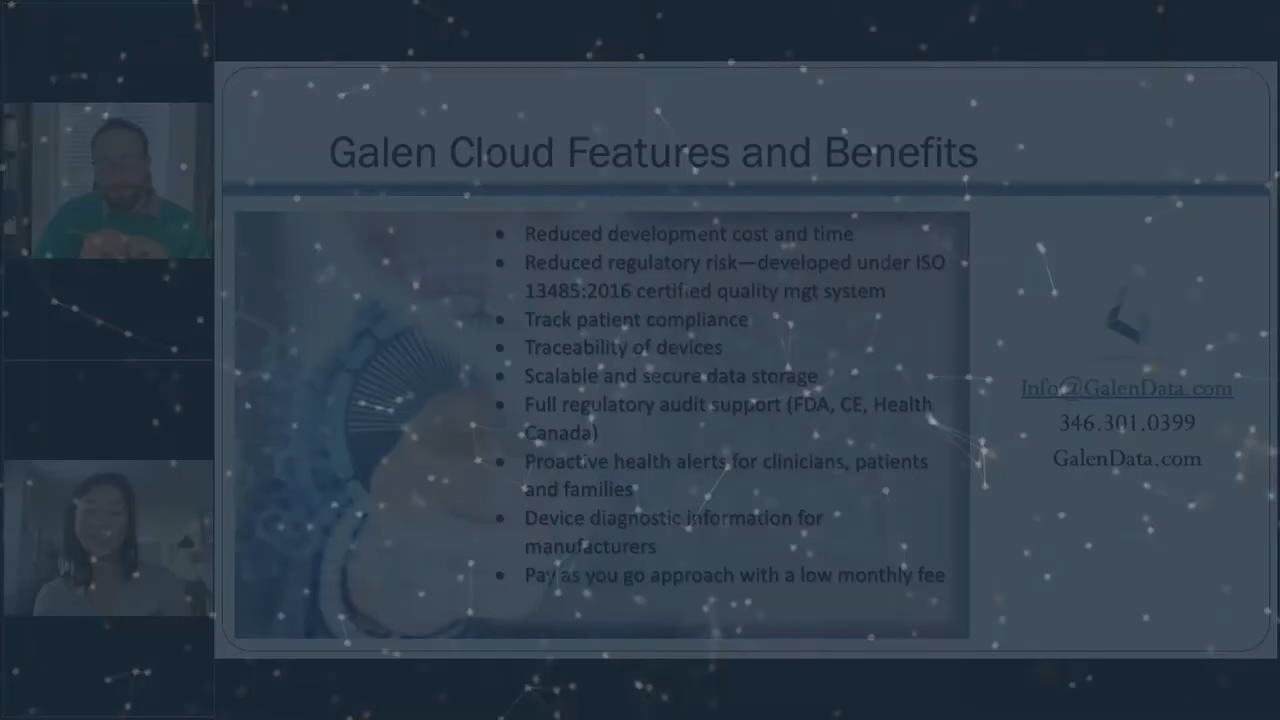 Galen Cloud Features and Benefits
• Reduced development cost and time
• Reduced regulatory risk—developed under ISO
13485:2016 certified quality mgt system
• Track patient compliance
• Traceability of devices
• Scalable and secure data storage
• Full regulatory audit support (FDA, CE, Health
Canada)
• Proactive health alerts for clinicians, patients
and families
• Device diagnostic information for
manufacturers
• Pay as you go approach with a low monthly fee
Info@GalenData.com
346.301.0399
GalenData.com